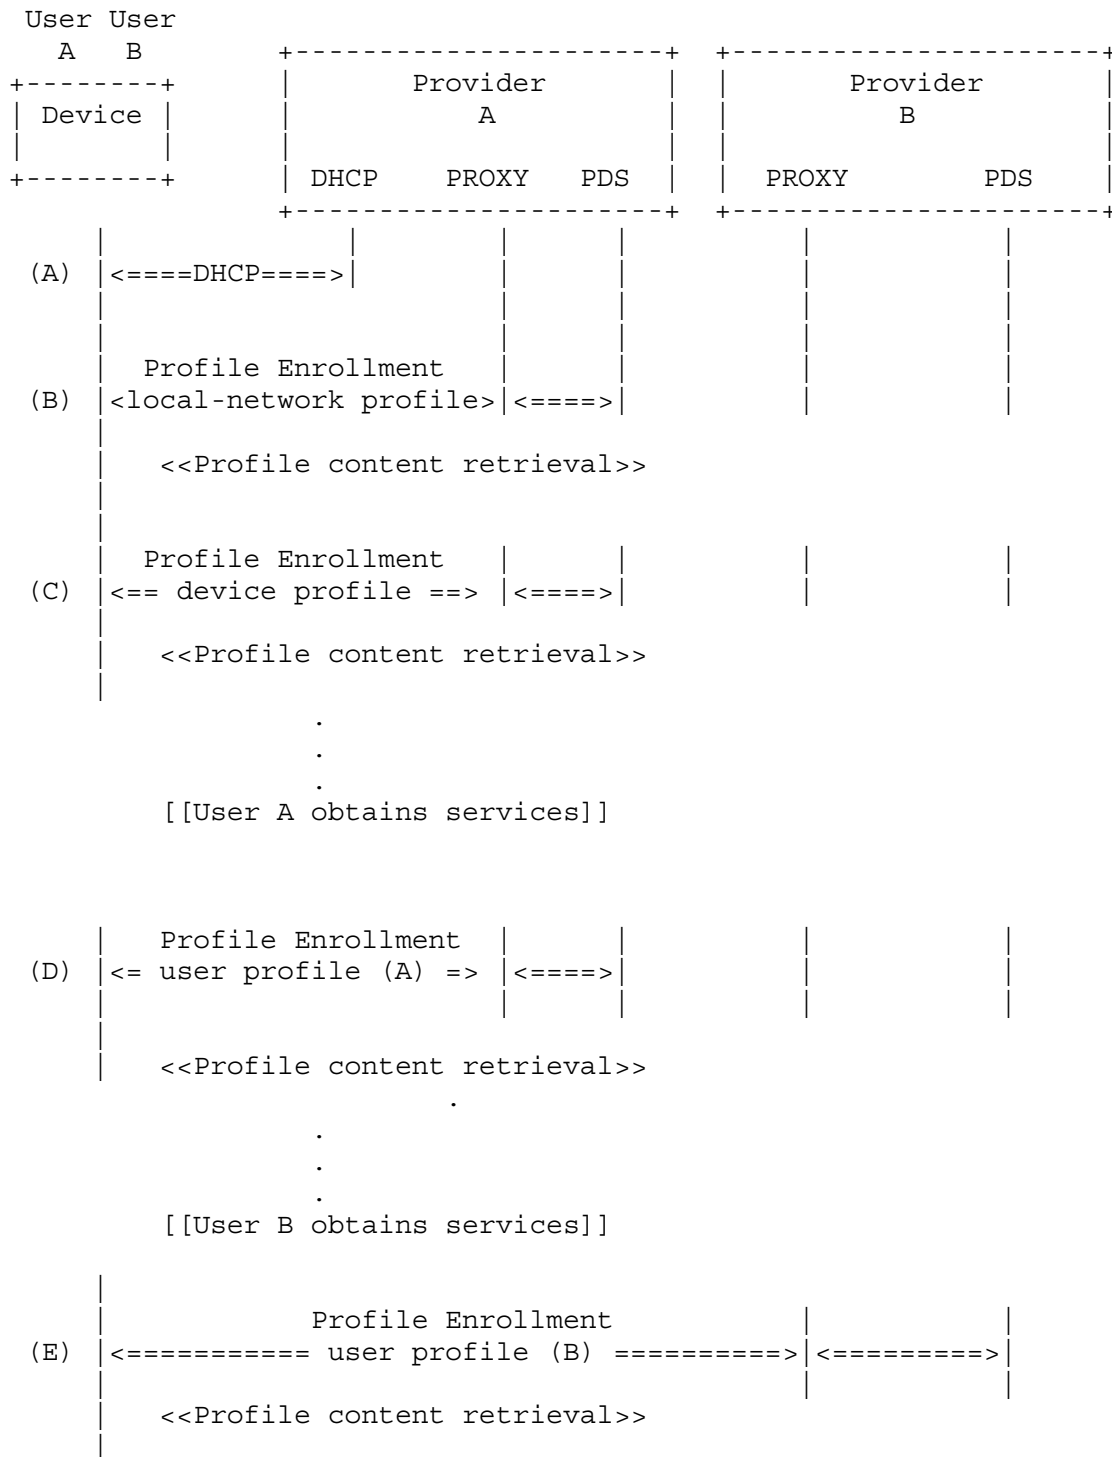 User User
A B
Provider Provider
Device A B
DHCP PROXY PDS PROXY PDS
(A) <====DHCP====>
Profile Enrollment
(B) <local-network profile> <====>
<<Profile content retrieval>>
Profile Enrollment
(C) <== device profile ==> <====>
<<Profile content retrieval>>
.
.
.
[[User A obtains services]]
Profile Enrollment
(D) <= user profile (A) => <====>
<<Profile content retrieval>>
.
.
.
.
[[User B obtains services]]
Profile Enrollment
(E) <=========== user profile (B) ==========> <=========>
<<Profile content retrieval>>